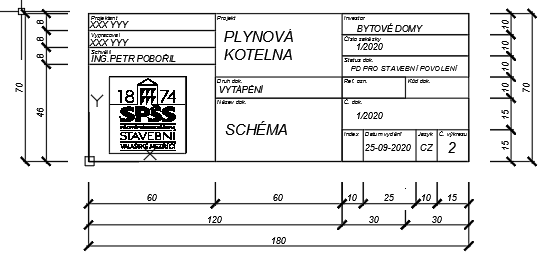 Projektant
XXX YYY
Vypracoval
XXX YYY
Schválil
ING.PETR POBOŘIL
18 74
SPŠS
STAVEBNÍ
VALAŠSKÉ MEZIŘÍČÍ
Y
X
Projekt
PLYNOVÁ
KOTELNA
Druh dok.
VYTÁPĚNÍ
Název dok.
SCHÉMA
Investor
BYTOVÉ DOMY
Číslo zakázky
1/2020
Status dok.
PD PRO STAVEBNÍ POVOLENÍ
Ref. ozn.
Kód dok.
Č. dok.
1/2020
Index
Datum vydání
Jazyk
Č. výkresu
25-09-2020
CZ
2
8
8
8
46
70
10
10
10
10
15
15
70
60
60
10
25
10
15
120
30
30
180